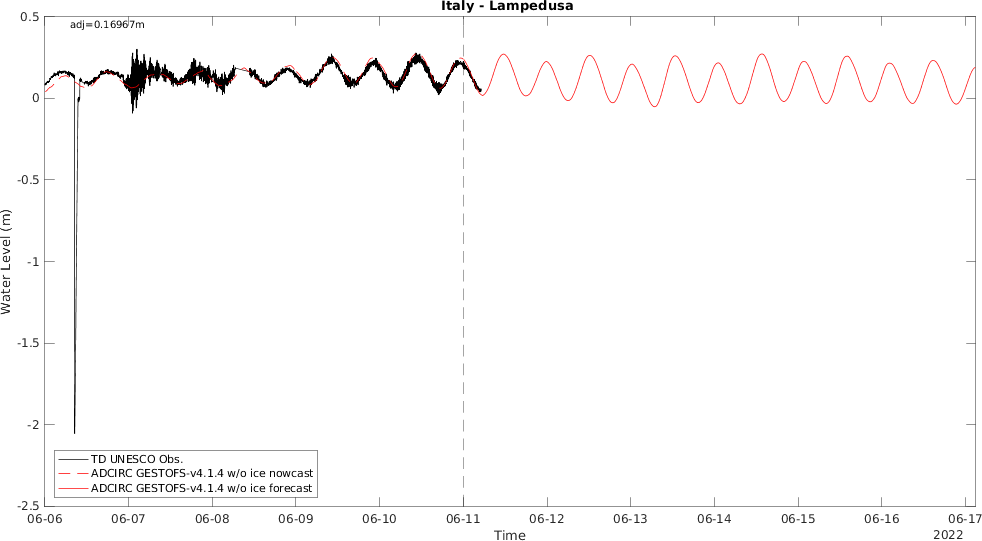 Italy - Lampedusa
adj=0.16967m
0.5
0
-0.5
-1
-1.5
-2
-2.5
Water Level (m)
TD UNESCO Obs.
ADCIRC GESTOFS-v4.1.4 w/o ice nowcast
ADCIRC GESTOFS-v4.1.4 w/o ice forecast
06-06 06-07 06-08 06-09 06-10 06-11 06-12 06-13 06-14 06-15 06-16 06-17
Time
2022